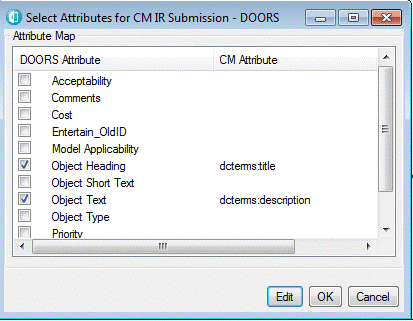 Select Attributes for CM IR Submission - DOORS
Attribute Map
DOORS Attribute CM Attribute
Acceptability
Comments
Cost
Entertain_OldID
Model Applicability
Object Heading dcterms:title
Object Short Text
Object Text dcterms:description
Object Type
Priority
Edit OK Cancel